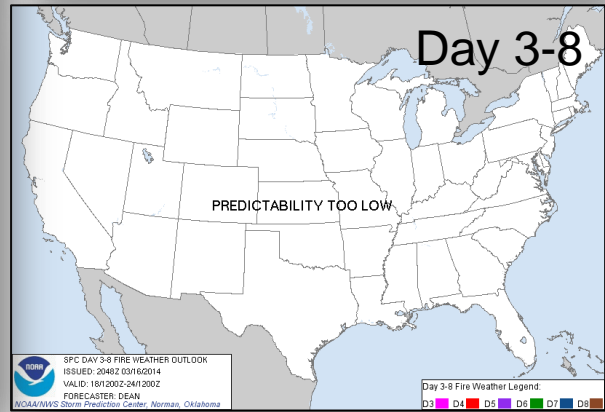 Day 3-8
PREDICTABILITY TOO LOW
NOAA
SPC DAY 3-8 FIRE WEATHER OUTLOOK
ISSUED: 2048Z 03/16/2014
VALID: 18/1200Z-24/1200Z
FORECASTER: DEAN
NOAA/NWS Storm Prediction Center, Norman, Oklahoma
Day 3-8 Fire Weather Legend:
D3 D4 D5 D6 D7 D8